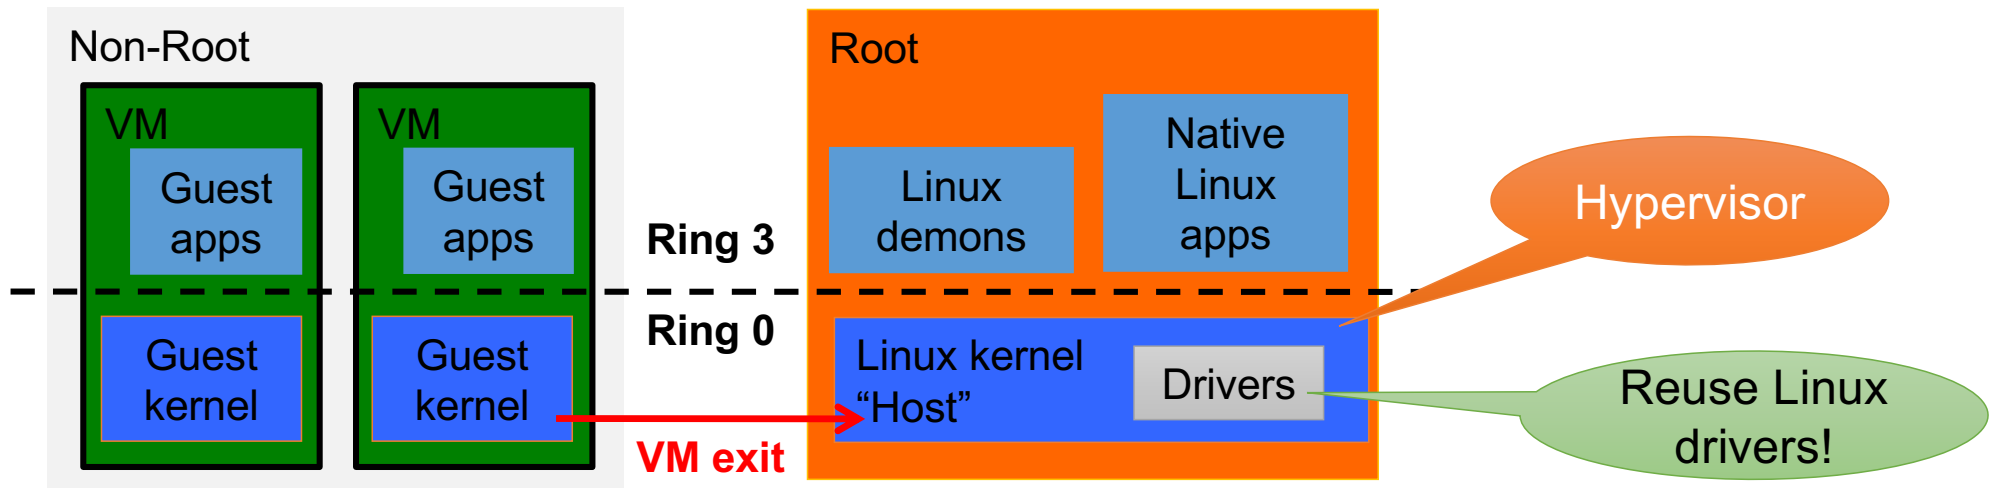 Non-Root
VM
Guest
apps
Guest
kernel
VM
Guest
apps
Guest
kernel
Ring 3
Ring 0
VM exit
Root
Linux
demons
Native
Linux
apps
Linux kernel
“Host”
Drivers
Hypervisor
Reuse Linux
drivers!